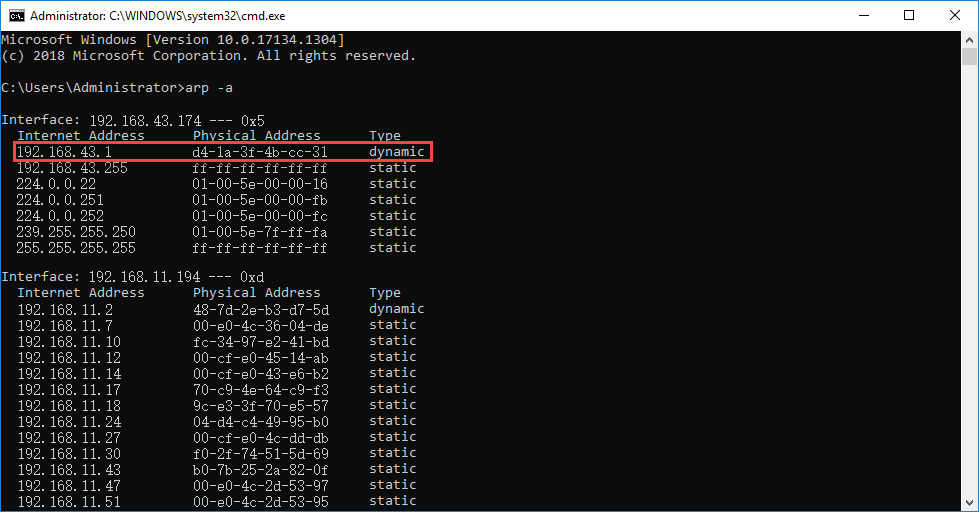 Administrator: C:\WINDOWS\system32\cmd.exe
Microsoft Windows [Version 10.0.17134.1304]
(c) 2018 Microsoft Corporation. All rights reserved.
C:\Users\Administrator>arp -a
Interface: 192.168.43.174 --- 0x5
Internet Address Physical Address Type
192.168.43.1 d4-1a-3f-4b-cc-31 dynamic
192.168.43.255 ff-ff-ff-ff-ff-ff static
224.0.0.22 01-00-5e-00-00-16 static
224.0.0.251 01-00-5e-00-00-fb static
224.0.0.252 01-00-5e-00-00-fc static
239.255.255.250 01-00-5e-7f-ff-fa static
255.255.255.255 ff-ff-ff-ff-ff-ff static
Interface: 192.168.11.194 --- 0xd
Internet Address Physical Address Type
192.168.11.2 48-7d-2e-b3-d7-5d dynamic
192.168.11.7 00-e0-4c-36-04-de static
192.168.11.10 fc-34-97-e2-41-bd static
192.168.11.12 00-cf-e0-45-14-ab static
192.168.11.14 00-cf-e0-43-e6-b2 static
192.168.11.17 70-c9-4e-64-c9-f3 static
192.168.11.18 9c-e3-3f-70-e5-57 static
192.168.11.24 04-d4-c4-49-95-b0 static
192.168.11.27 00-cf-e0-4c-dd-db static
192.168.11.30 f0-2f-74-51-5d-69 static
192.168.11.43 b0-7b-25-2a-82-0f static
192.168.11.47 00-e0-4c-2d-53-97 static
192.168.11.51 00-e0-4c-2d-53-95 static